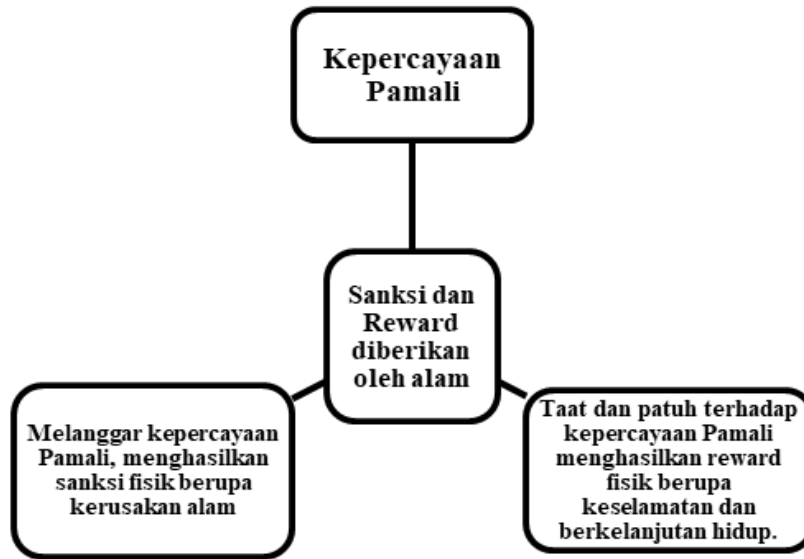 Kepercayaan
Pamali
Sanksi dan
Reward
diberikan
oleh alam
Melanggar kepercayaan
Pamali, menghasilkan
sanksi fisik berupa
kerusakan alam
Taat dan patuh terhadap
kepercayaan Pamali
menghasilkan reward
fisik berupa
keselamatan dan
berkelanjutan hidup.